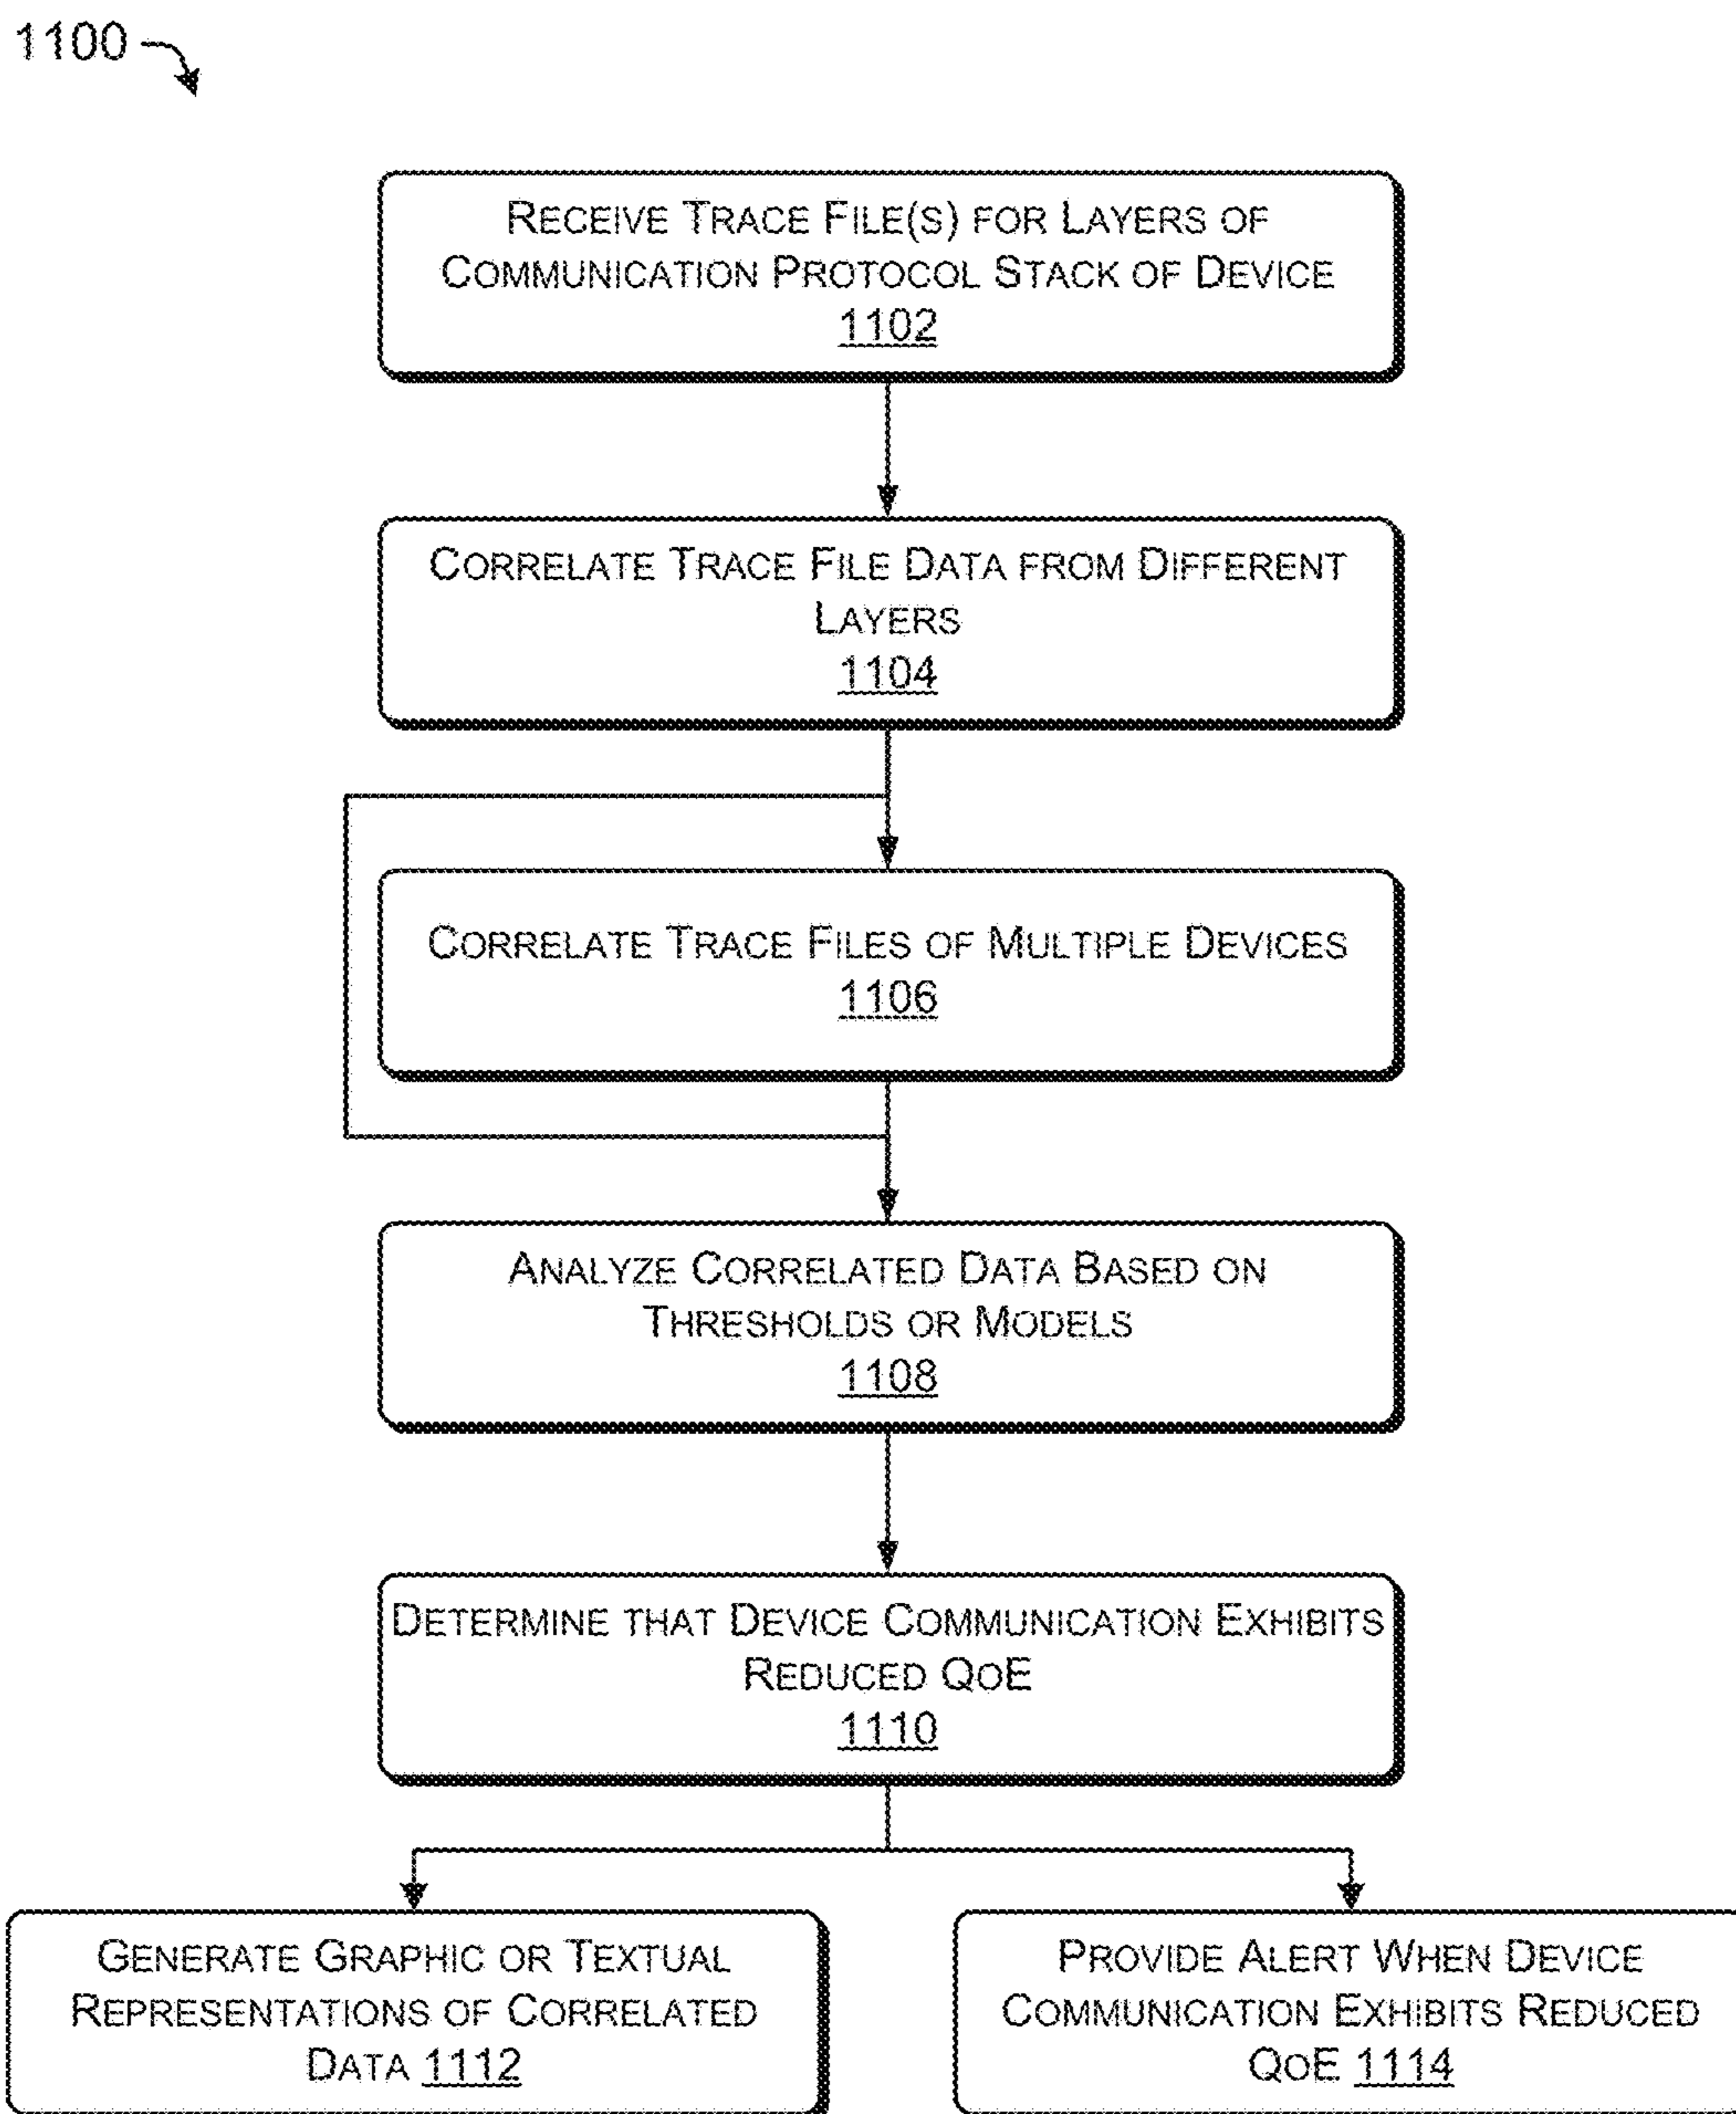 1100
RECEIVE TRACE FILE(S) FOR LAYERS OF
COMMUNICATION PROTOCOL STACK OF DEVICE
1102
CORRELATE TRACE FILE DATA FROM DIFFERENT
LAYERS
1104
CORRELATE TRACE FILES OF MULTIPLE DEVICES
1106
ANALYZE CORRELATED DATA BASED ON
THRESHOLDS OR MODELS
1108
DETERMINE THAT DEVICE COMMUNICATION EXHIBITS
REDUCED QOE
1110
GENERATE GRAPHIC OR TEXTUAL
REPRESENTATIONS OF CORRELATED
DATA 1112
PROVIDE ALERT WHEN DEVICE
COMMUNICATION EXHIBITS REDUCED
QOE 1114